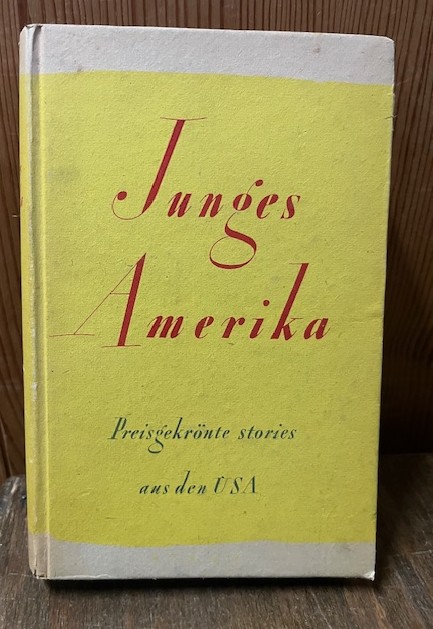 Junges
Amerika
Preisgekrönte stories
aus den USA